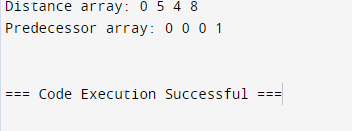 Distance array: 0 5 4 8
Predecessor array: 0 0 0 1
=== Code Execution Successful ===